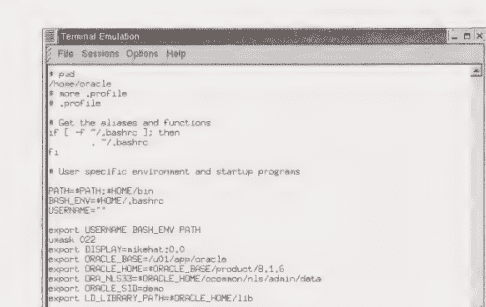 Terminal Emulation
File Sessions Options Help
# pwd
/home/oracle
# more .profile
# .profile
# Get the aliases and functions
if [ -f ~/.bashrc ]; then
. ~/.bashrc
fi
# User specific environment and startup programs
PATH=$PATH:$HOME/bin
BASH_ENV=$HOME/.bashrc
USERNAME=""
export USERNAME BASH_ENV PATH
umask 022
export DISPLAY=mikehat:0.0
export ORACLE_BASE=/u01/app/oracle
export ORACLE_HOME=$ORACLE_BASE/product/8.1.6
export ORA_NLS33=$ORACLE_HOME/ocommon/nls/admin/data
export ORACLE_SID=demo
export LD_LIBRARY_PATH=$ORACLE_HOME/lib